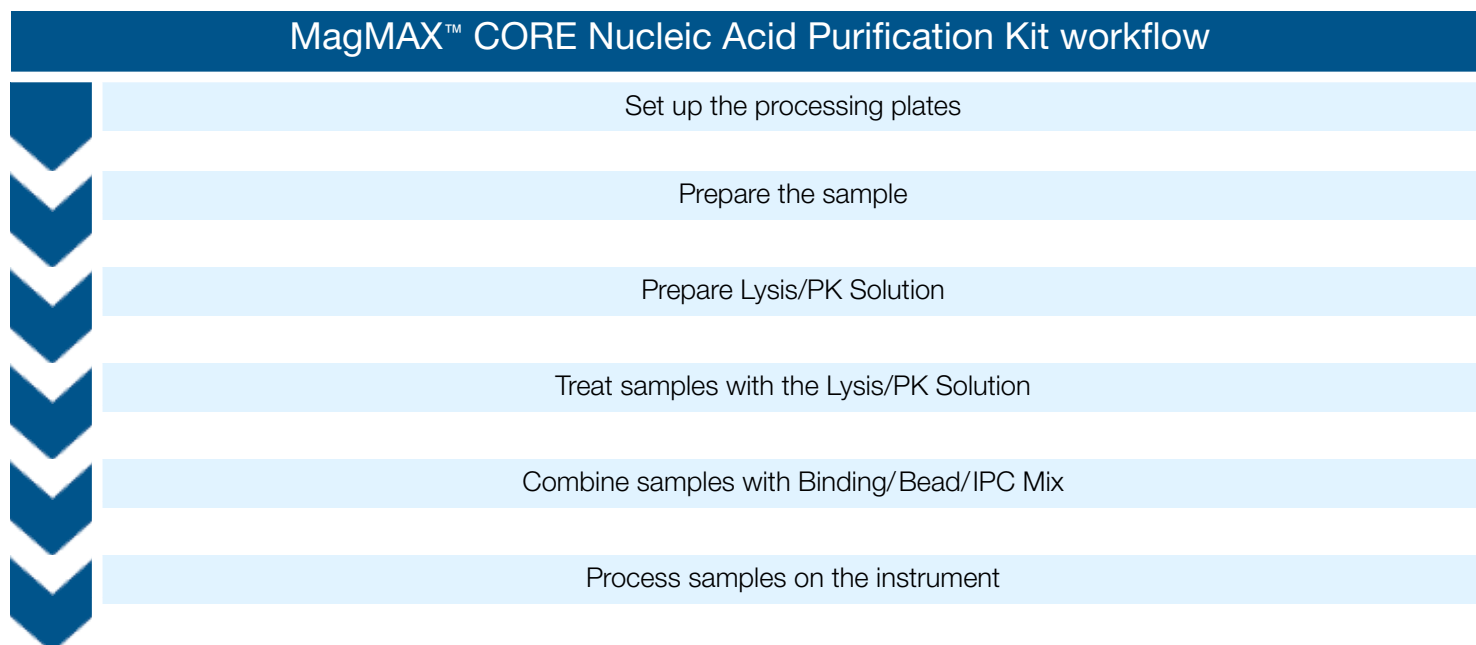 MagMAX™ CORE Nucleic Acid Purification Kit workflow
Set up the processing plates
Prepare the sample
Prepare Lysis/PK Solution
Treat samples with the Lysis/PK Solution
Combine samples with Binding/Bead/IPC Mix
Process samples on the instrument